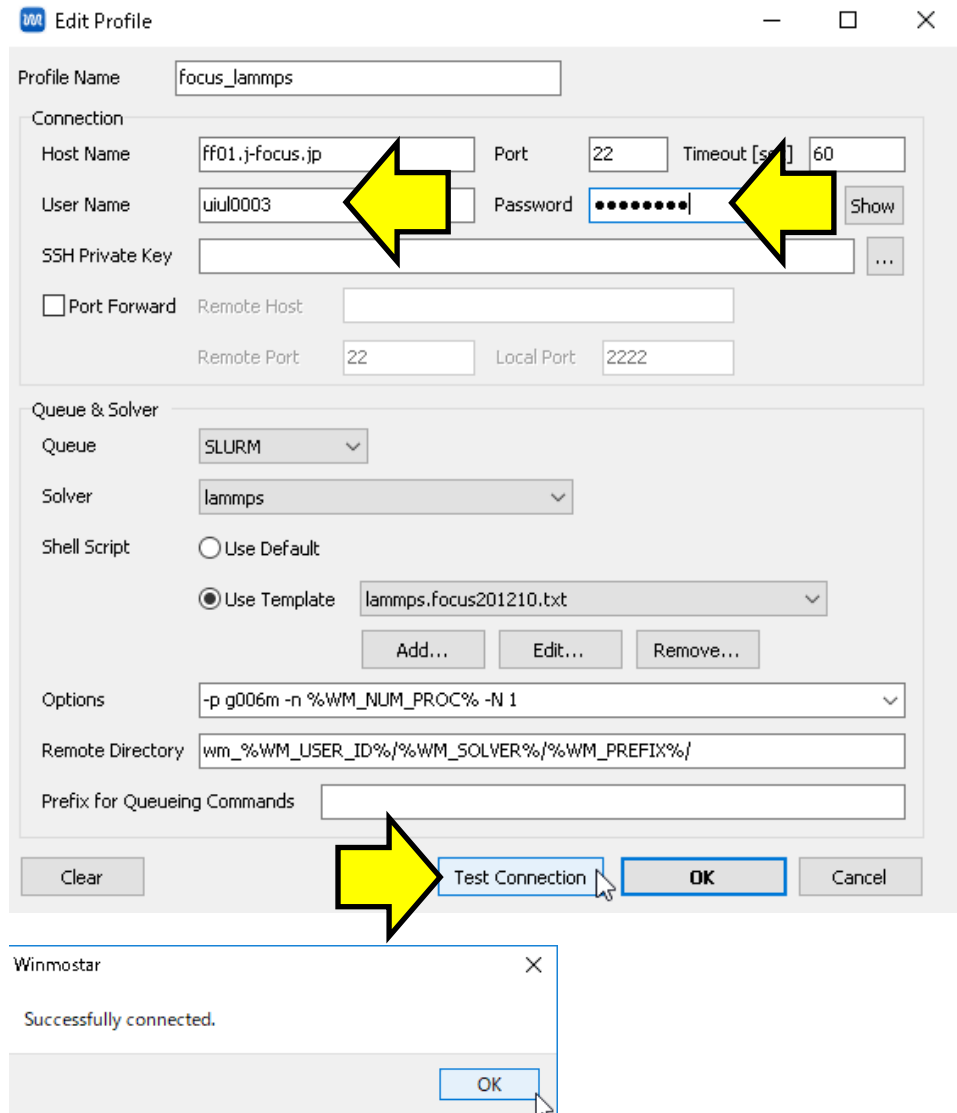 Edit Profile
Profile Name focus_lammps
Connection
Host Name ff01.j-focus.jp Port 22 Timeout [sec] 60
User Name uiul0003 Password ●●●●●●●● Show
SSH Private Key ...
Port Forward Remote Host
Remote Port 22 Local Port 2222
Queue & Solver
Queue SLURM
Solver lammps
Shell Script Use Default
Use Template lammps.focus201210.txt
Add... Edit... Remove...
Options -p g006m -n %WM_NUM_PROC% -N 1
Remote Directory wm_%WM_USER_ID%/%WM_SOLVER%/%WM_PREFIX%/
Prefix for Queueing Commands
Clear Test Connection OK Cancel
Winmostar
Successfully connected.
OK